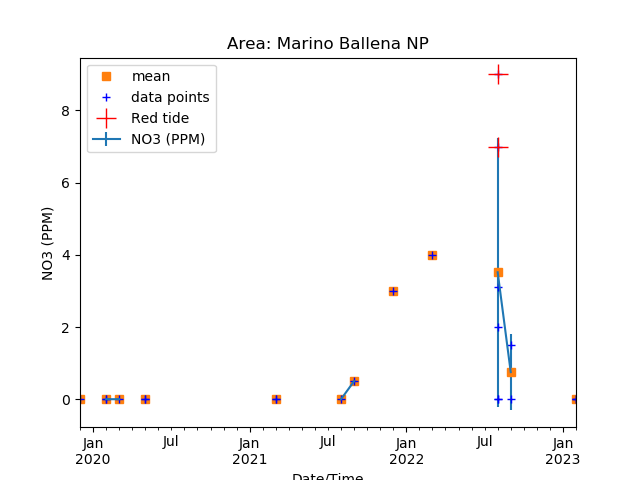 Area: Marino Ballena NP
mean
data points
Red tide
NO3 (PPM)
NO3 (PPM)
8
6
4
2
0
Jan Jul Jan Jul Jan Jul Jan
2020 2021 2022 2023
Date/Time